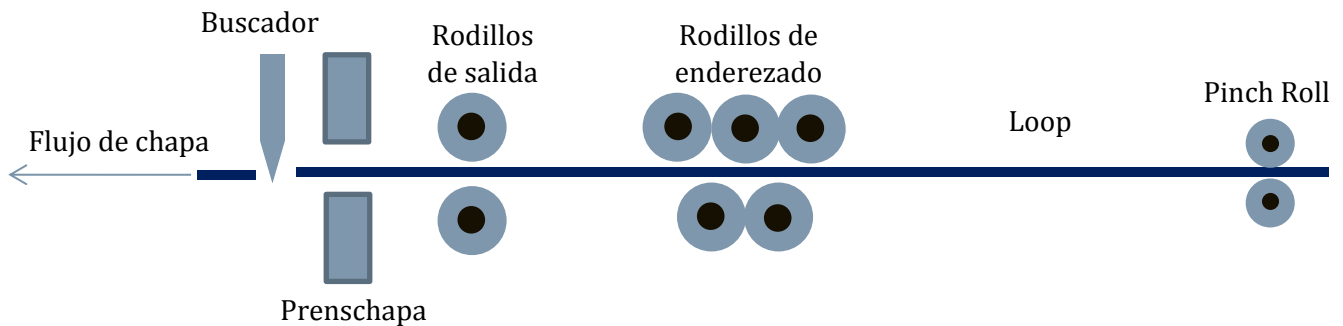 Buscador
Rodillos
de salida
Rodillos de
enderezado
Pinch Roll
Loop
Flujo de chapa
Prenschapa